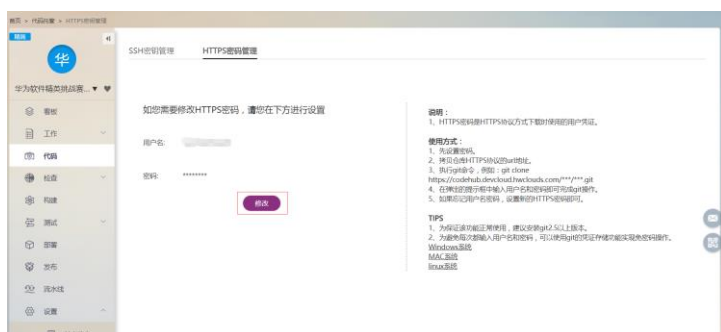 首页 > 代码托管 > HTTPS密码管理
SSH密钥管理
HTTPS密码管理
华
华为软件精英挑战赛...
看板
工作
代码
检查
构建
测试
部署
发布
流水线
设置
如您需要修改HTTPS密码，请您在下方进行设置
用户名:
密码: ********
修改
说明：
1、HTTPS密码是HTTPS协议方式下载时使用的用户凭证。
使用方式：
1、先设置密码。
2、拷贝仓库HTTPS协议的url地址。
3、执行git命令，例如：git clone
https://codehub.devcloud.hwclouds.com/***/***.git
4、在弹出的提示框中输入用户名和密码即可完成git操作。
5、如果忘记用户名密码，设置新的HTTPS密码即可。
TIPS
1、为保证该功能正常使用，建议安装git2.5以上版本。
2、为避免每次都输入用户名和密码，可以使用git的凭证存储功能实现免密码操作。
Windows系统
MAC系统
linux系统